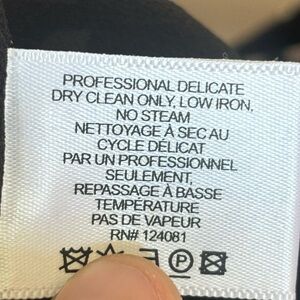 PROFESSIONAL DELICATE
DRY CLEAN ONLY, LOW IRON,
NO STEAM
NETTOYAGE À SEC AU
CYCLE DÉLICAT
PAR UN PROFESSIONNEL
SEULEMENT,
REPASSAGE À BASSE
TEMPÉRATURE
PAS DE VAPEUR
RN# 124081
P